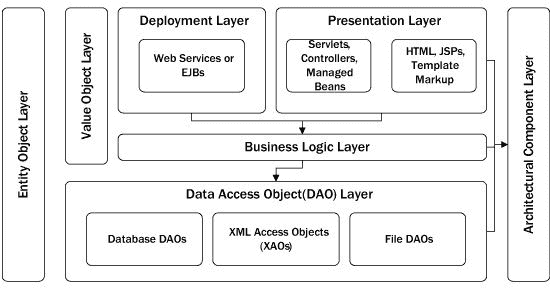 Entity Object Layer
Value Object Layer
Deployment Layer
Web Services or
EJBs
Presentation Layer
Servlets,
Controllers,
Managed
Beans
HTML, JSPs,
Template
Markup
Business Logic Layer
Data Access Object(DAO) Layer
Database DAOs
XML Access Objects
(XAOs)
File DAOs
Architectural Component Layer